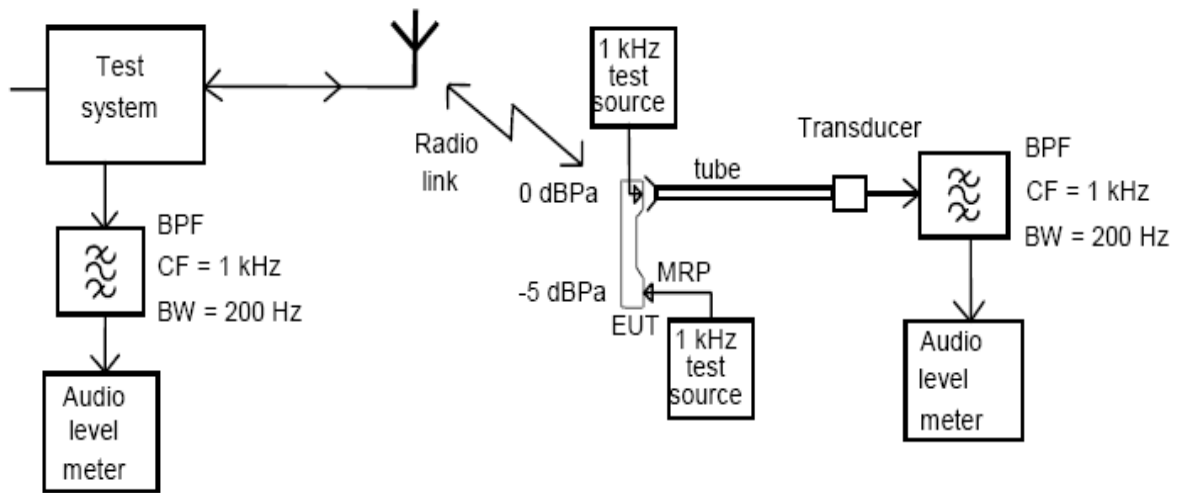 Test
system
Radio
link
BPF
CF = 1 kHz
BW = 200 Hz
Audio
level
meter
1 kHz
test
source
0 dBPa
tube
Transducer
BPF
CF = 1 kHz
BW = 200 Hz
-5 dBPa
MRP
EUT
1 kHz
test
source
Audio
level
meter